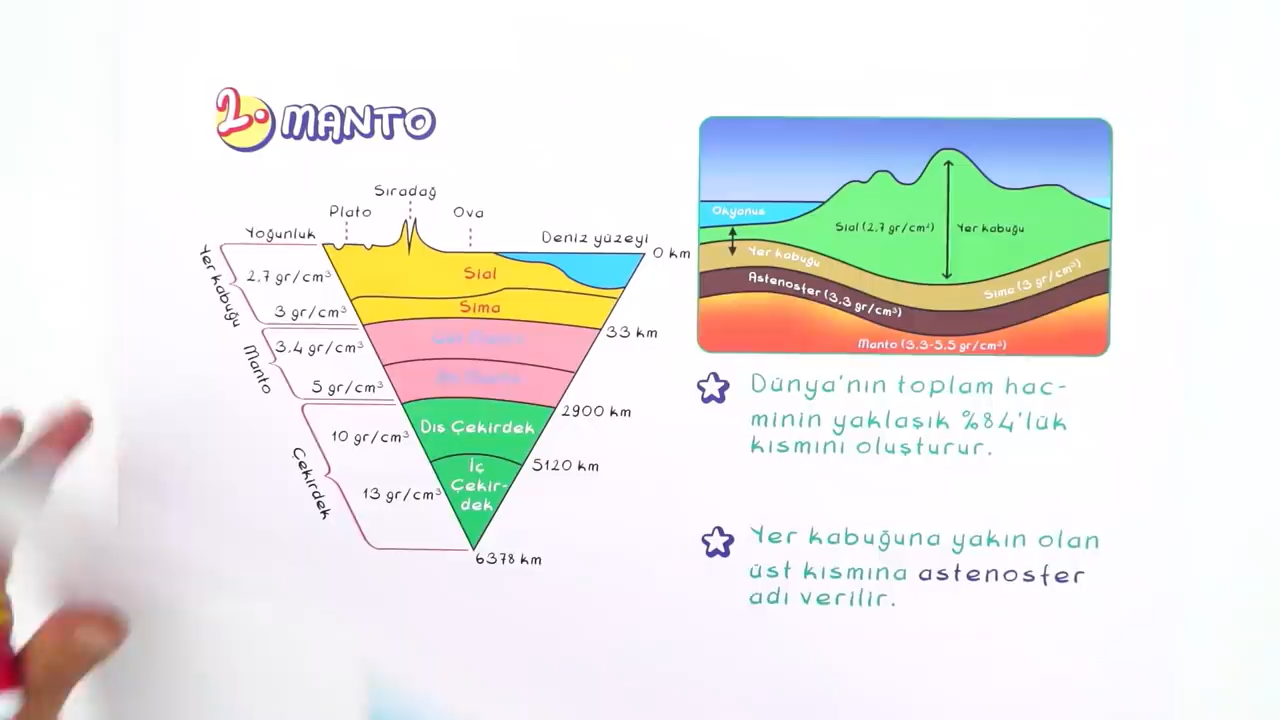 2. MANTO
Sıradağ
Plato
Ova
Yoğunluk
Deniz yüzeyi
0 km
Yer kabuğu
2.7 gr/cm³
Sial
3 gr/cm³
Sima
33 km
Manto
3.4 gr/cm³
Üst Manto
5 gr/cm³
Alt Manto
2900 km
Çekirdek
10 gr/cm³
Dış Çekirdek
5120 km
13 gr/cm³
İç
Çekir-
dek
6378 km
Okyanus
Sial (2.7 gr/cm³)
Yer kabuğu
Yer kabuğu
Sima (3 gr/cm³)
Astenosfer (3.3 gr/cm³)
Manto (3.3-5.5 gr/cm³)
Dünya'nın toplam hac-
minin yaklaşık %84'lük
kısmını oluşturur.
Yer kabuğuna yakın olan
üst kısmına astenosfer
adı verilir.